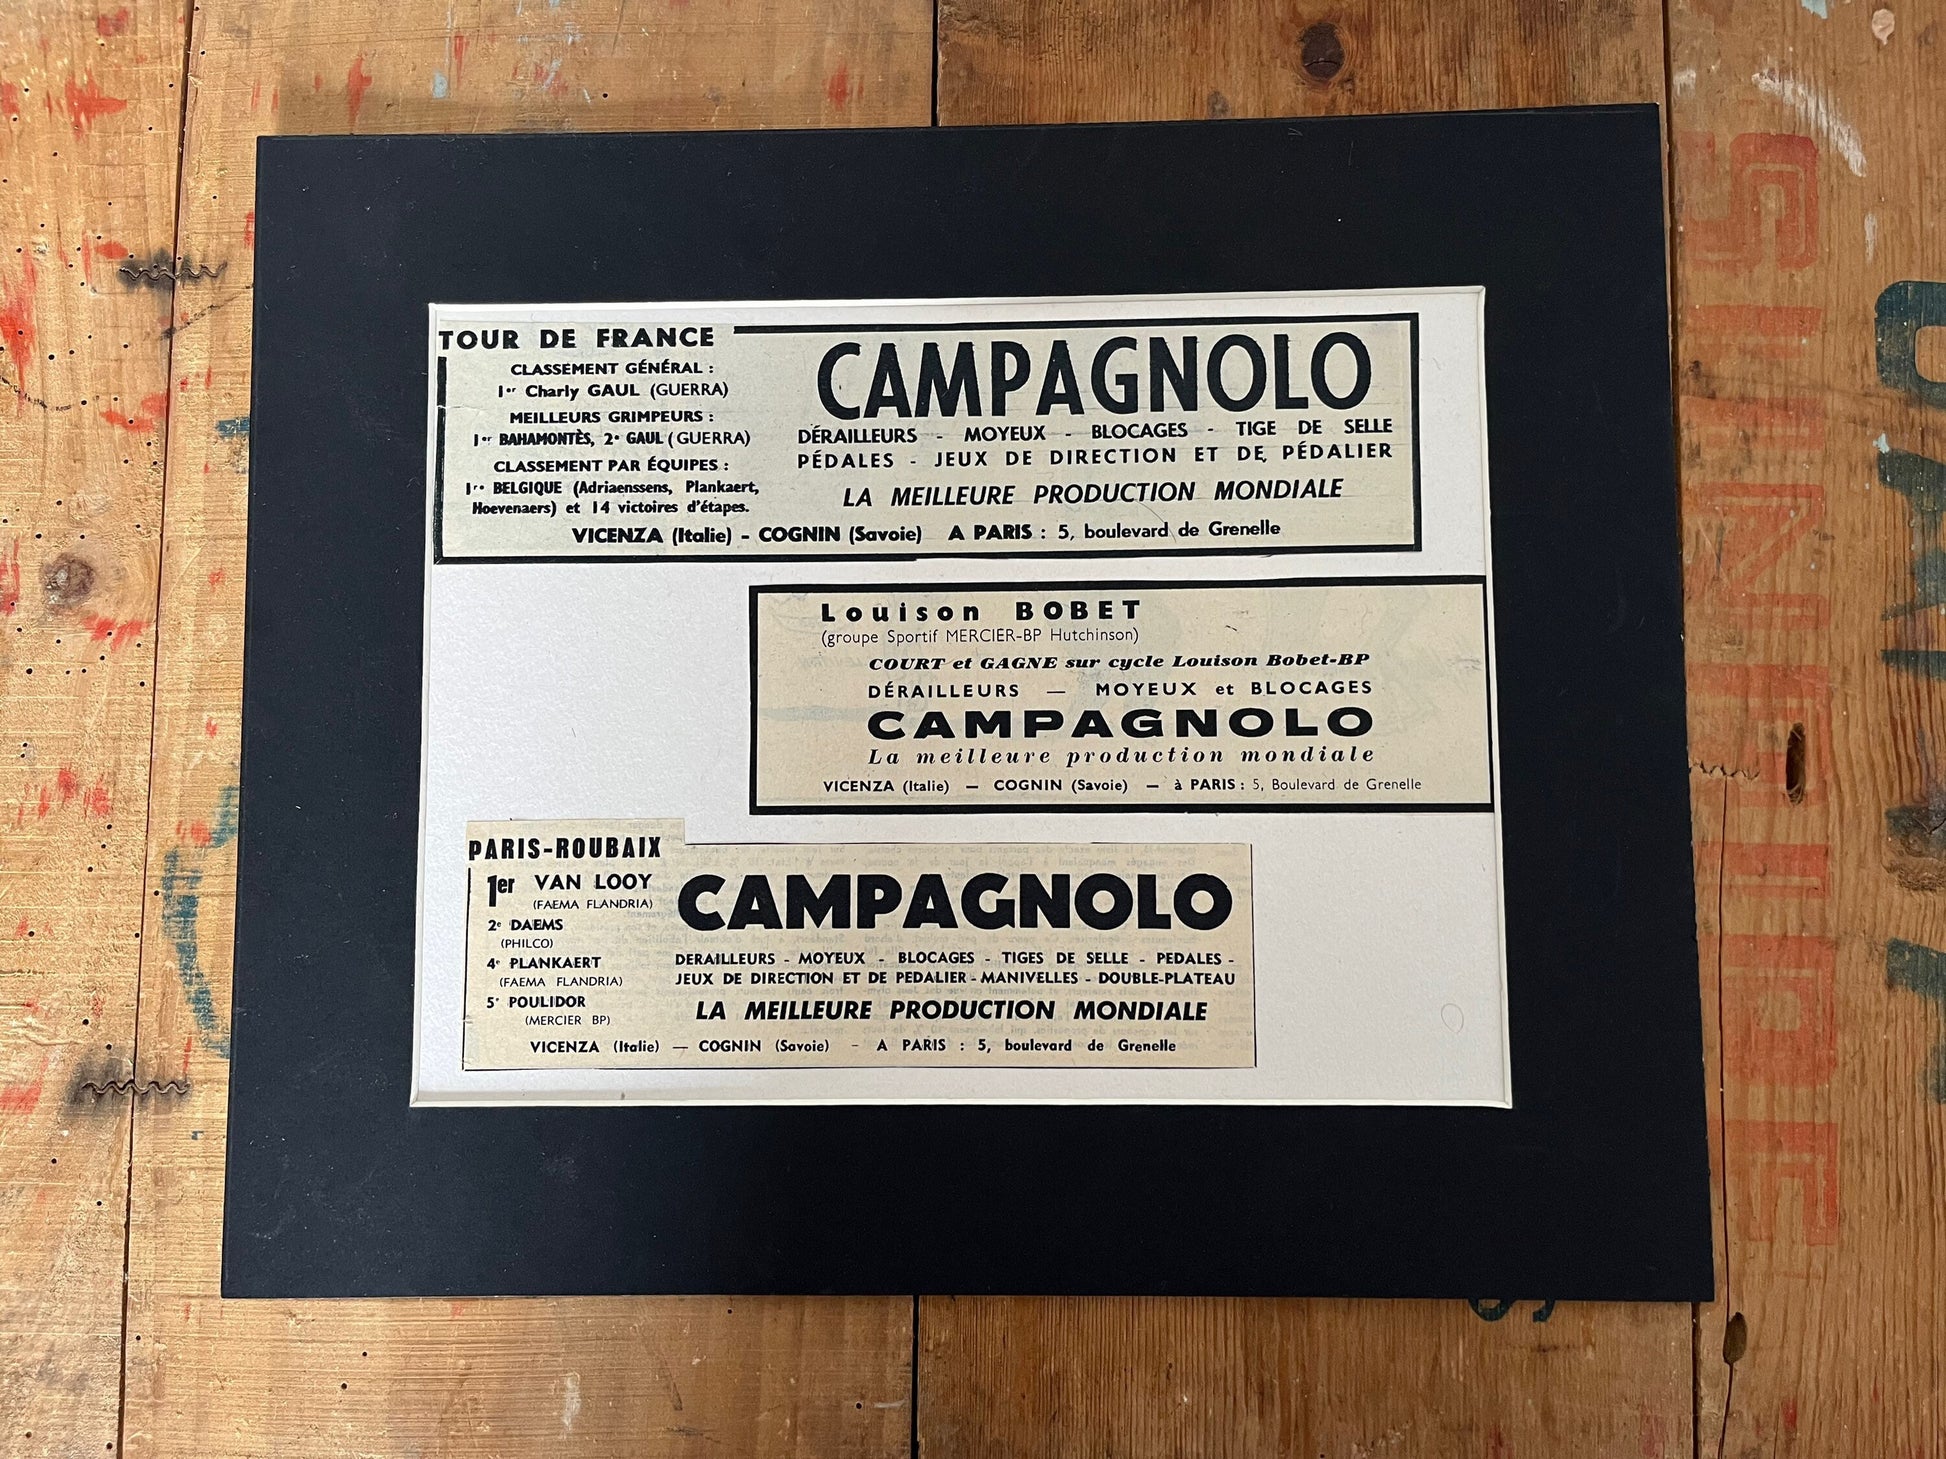 TOUR DE FRANCE
CLASSEMENT GÉNÉRAL :
1er Charly GAUL (GUERRA)
MEILLEURS GRIMPEURS :
1er BAHAMONTÈS, 2e GAUL (GUERRA)
CLASSEMENT PAR ÉQUIPES :
1re BELGIQUE (Adriaenssens, Plankaert,
Hoevenaers) et 14 victoires d'étapes.
CAMPAGNOLO
DÉRAILLEURS - MOYEUX - BLOCAGES - TIGE DE SELLE
PÉDALES - JEUX DE DIRECTION ET DE PÉDALIER
LA MEILLEURE PRODUCTION MONDIALE
VICENZA (Italie) - COGNIN (Savoie) A PARIS : 5, boulevard de Grenelle
Louison BOBET
(groupe Sportif MERCIER-BP Hutchinson)
COURT et GAGNE sur cycle Louison Bobet-BP
DÉRAILLEURS — MOYEUX et BLOCAGES
CAMPAGNOLO
La meilleure production mondiale
VICENZA (Italie) — COGNIN (Savoie) — à PARIS : 5, Boulevard de Grenelle
PARIS-ROUBAIX
1er VAN LOOY
(FAEMA FLANDRIA)
2e DAEMS
(PHILCO)
4e PLANKAERT
(FAEMA FLANDRIA)
5e POULIDOR
(MERCIER BP)
CAMPAGNOLO
DERAILLEURS - MOYEUX - BLOCAGES - TIGES DE SELLE - PEDALES -
JEUX DE DIRECTION ET DE PEDALIER - MANIVELLES - DOUBLE-PLATEAU
LA MEILLEURE PRODUCTION MONDIALE
VICENZA (Italie) — COGNIN (Savoie) - A PARIS : 5, boulevard de Grenelle